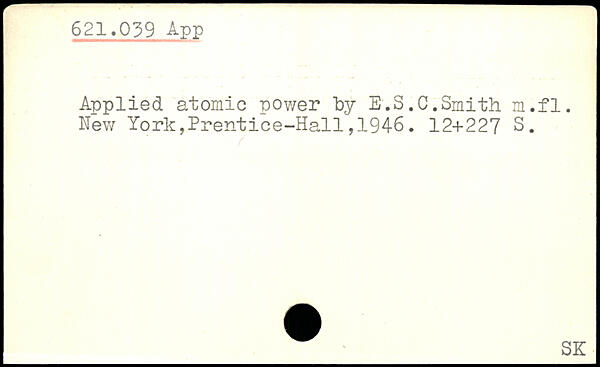 621.039 App
Applied atomic power by E.S.C.Smith m.fl.
New York,Prentice-Hall,1946. 12+227 S.
SK